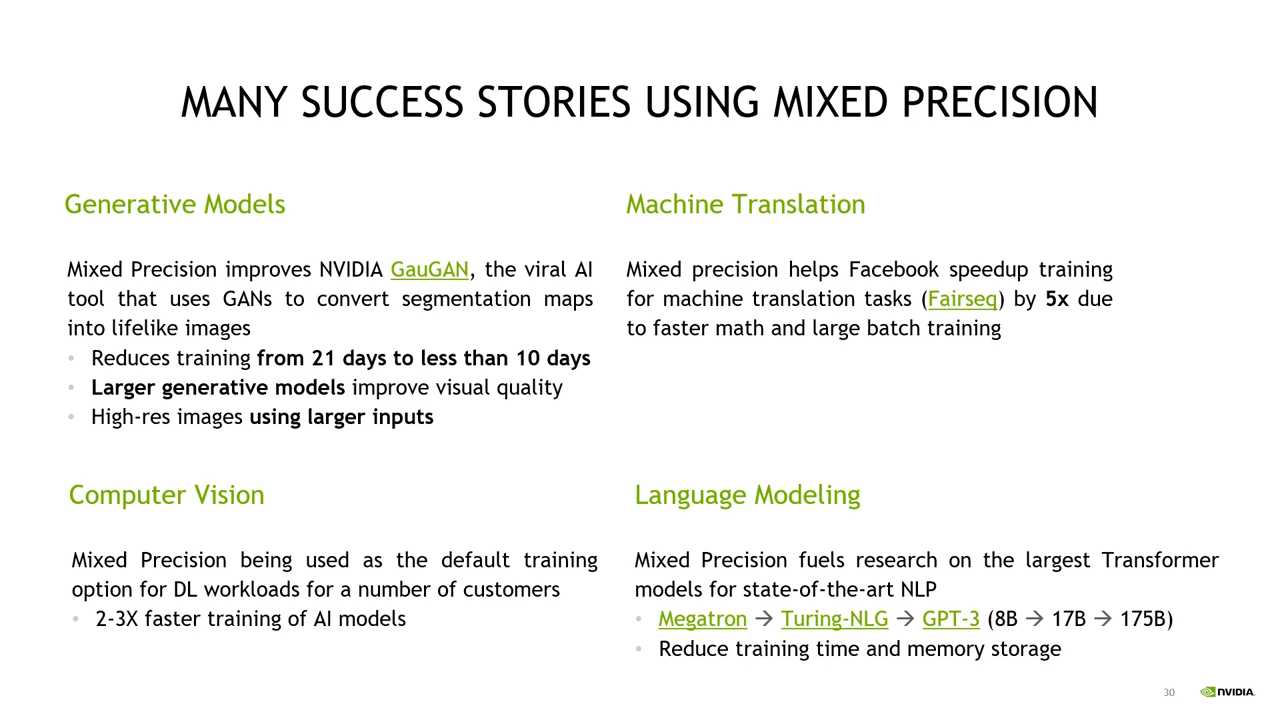 MANY SUCCESS STORIES USING MIXED PRECISION
Generative Models
Mixed Precision improves NVIDIA GauGAN, the viral AI
tool that uses GANs to convert segmentation maps
into lifelike images
• Reduces training from 21 days to less than 10 days
• Larger generative models improve visual quality
• High-res images using larger inputs
Machine Translation
Mixed precision helps Facebook speedup training
for machine translation tasks (Fairseq) by 5x due
to faster math and large batch training
Computer Vision
Mixed Precision being used as the default training
option for DL workloads for a number of customers
• 2-3X faster training of AI models
Language Modeling
Mixed Precision fuels research on the largest Transformer
models for state-of-the-art NLP
• Megatron → Turing-NLG → GPT-3 (8B → 17B → 175B)
• Reduce training time and memory storage
30
NVIDIA.